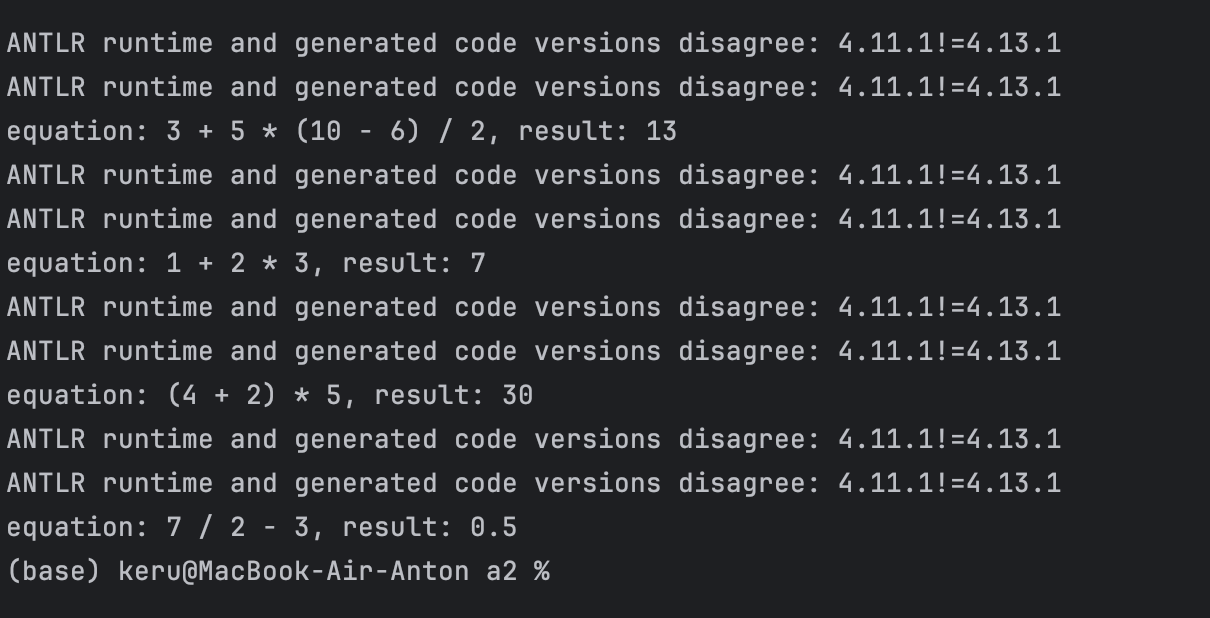 ANTLR runtime and generated code versions disagree: 4.11.1!=4.13.1
ANTLR runtime and generated code versions disagree: 4.11.1!=4.13.1
equation: 3 + 5 * (10 - 6) / 2, result: 13
ANTLR runtime and generated code versions disagree: 4.11.1!=4.13.1
ANTLR runtime and generated code versions disagree: 4.11.1!=4.13.1
equation: 1 + 2 * 3, result: 7
ANTLR runtime and generated code versions disagree: 4.11.1!=4.13.1
ANTLR runtime and generated code versions disagree: 4.11.1!=4.13.1
equation: (4 + 2) * 5, result: 30
ANTLR runtime and generated code versions disagree: 4.11.1!=4.13.1
ANTLR runtime and generated code versions disagree: 4.11.1!=4.13.1
equation: 7 / 2 - 3, result: 0.5
(base) keru@MacBook-Air-Anton a2 %